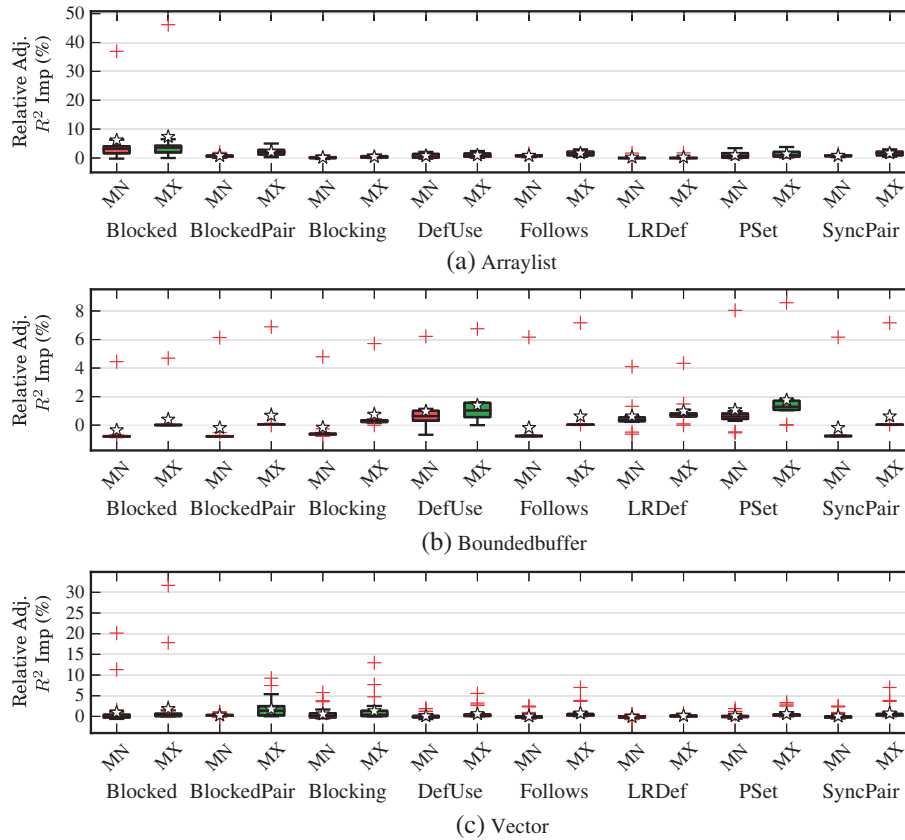 Relative Adj.
R² Imp (%)
50
40
30
20
10
0
MN MX MN MX MN MX MN MX MN MX MN MX MN MX MN MX
Blocked BlockedPair Blocking DefUse Follows LRDef PSet SyncPair
(a) Arraylist
Relative Adj.
R² Imp (%)
8
6
4
2
0
MN MX MN MX MN MX MN MX MN MX MN MX MN MX MN MX
Blocked BlockedPair Blocking DefUse Follows LRDef PSet SyncPair
(b) Boundedbuffer
Relative Adj.
R² Imp (%)
30
25
20
15
10
5
0
MN MX MN MX MN MX MN MX MN MX MN MX MN MX MN MX
Blocked BlockedPair Blocking DefUse Follows LRDef PSet SyncPair
(c) Vector